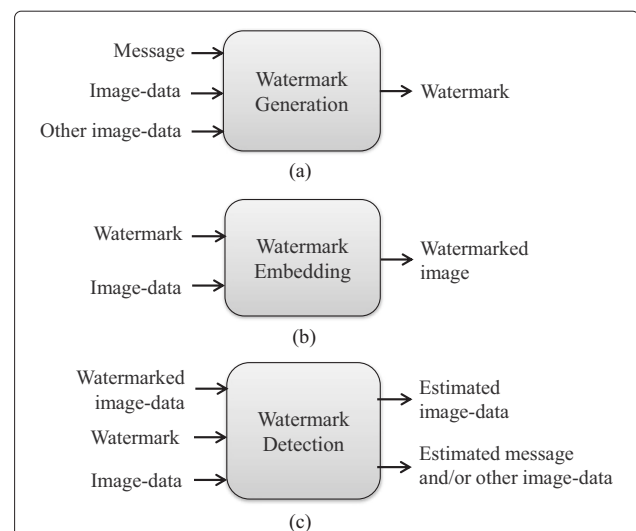 Message
Image-data
Other image-data
Watermark
Generation
Watermark
(a)
Watermark
Image-data
Watermark
Embedding
Watermarked
image
(b)
Watermarked
image-data
Watermark
Image-data
Watermark
Detection
Estimated
image-data
Estimated message
and/or other image-data
(c)